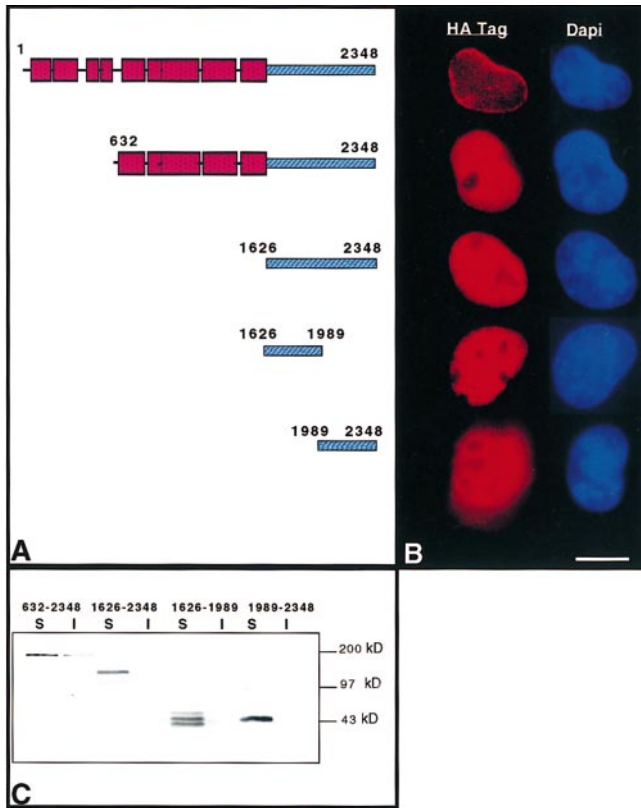 1
2348
632
2348
1626 2348
1626 1989
1989 2348
A
HA Tag Dapi
B
632-2348 1626-2348 1626-1989 1989-2348
S I S I S I S I
200 kD
97 kD
43 kD
C